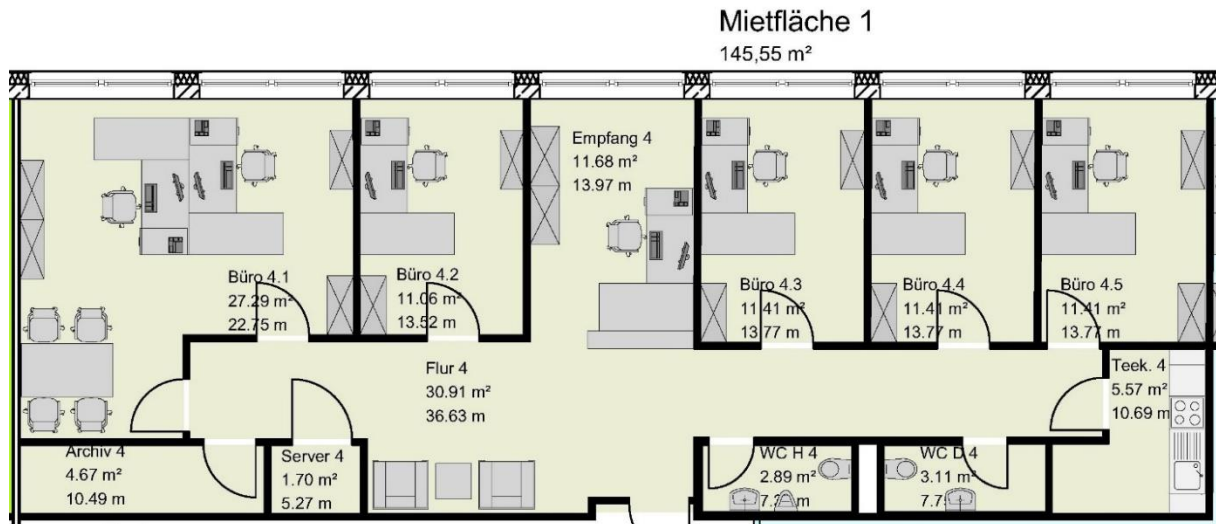 Mietfläche 1
145,55 m²
Empfang 4
11.68 m²
13.97 m
Büro 4.1
27.29 m²
22.75 m
Büro 4.2
11.06 m²
13.52 m
Büro 4.3
11.41 m²
13.77 m
Büro 4.4
11.41 m²
13.77 m
Büro 4.5
11.41 m²
13.77 m
Flur 4
30.91 m²
36.63 m
Teek. 4
5.57 m²
10.69 m
Archiv 4
4.67 m²
10.49 m
Server 4
1.70 m²
5.27 m
WC H 4
2.89 m²
WC D 4
3.11 m²